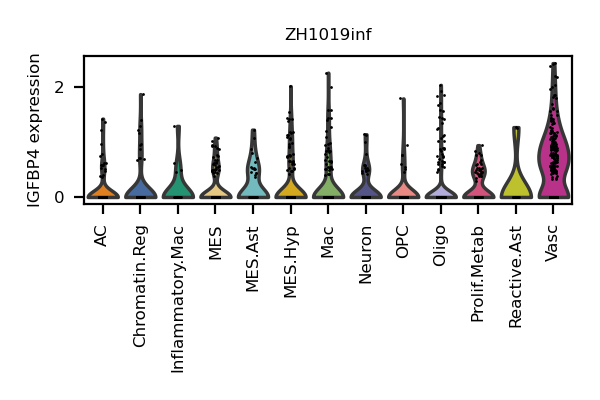 ZH1019inf
IGFBP4 expression
2
0
AC
Chromatin.Reg
Inflammatory.Mac
MES
MES.Ast
MES.Hyp
Mac
Neuron
OPC
Oligo
Prolif.Metab
Reactive.Ast
Vasc